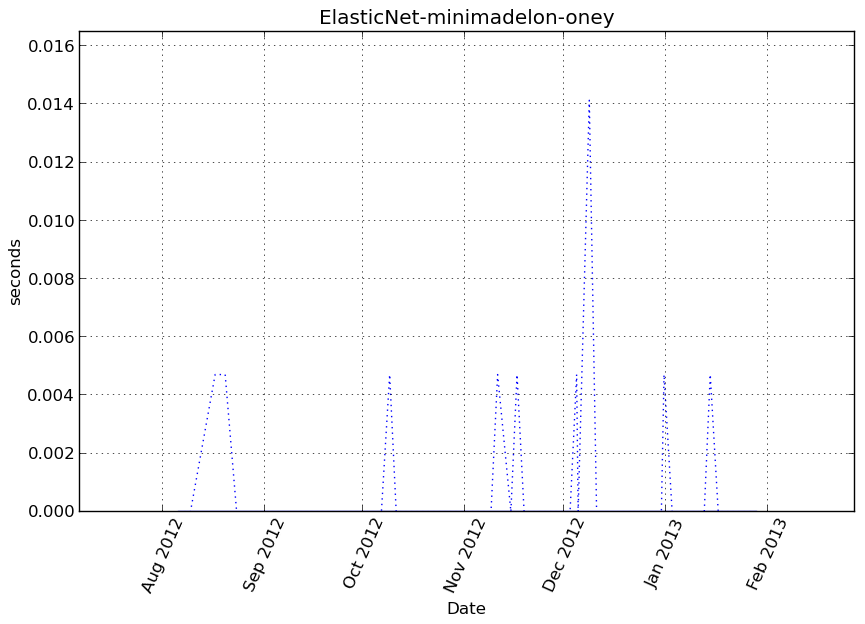 ElasticNet-minimadelon-oney
0.016
0.014
0.012
0.010
0.008
0.006
0.004
0.002
0.000
seconds
Aug 2012
Sep 2012
Oct 2012
Nov 2012
Dec 2012
Jan 2013
Feb 2013
Date